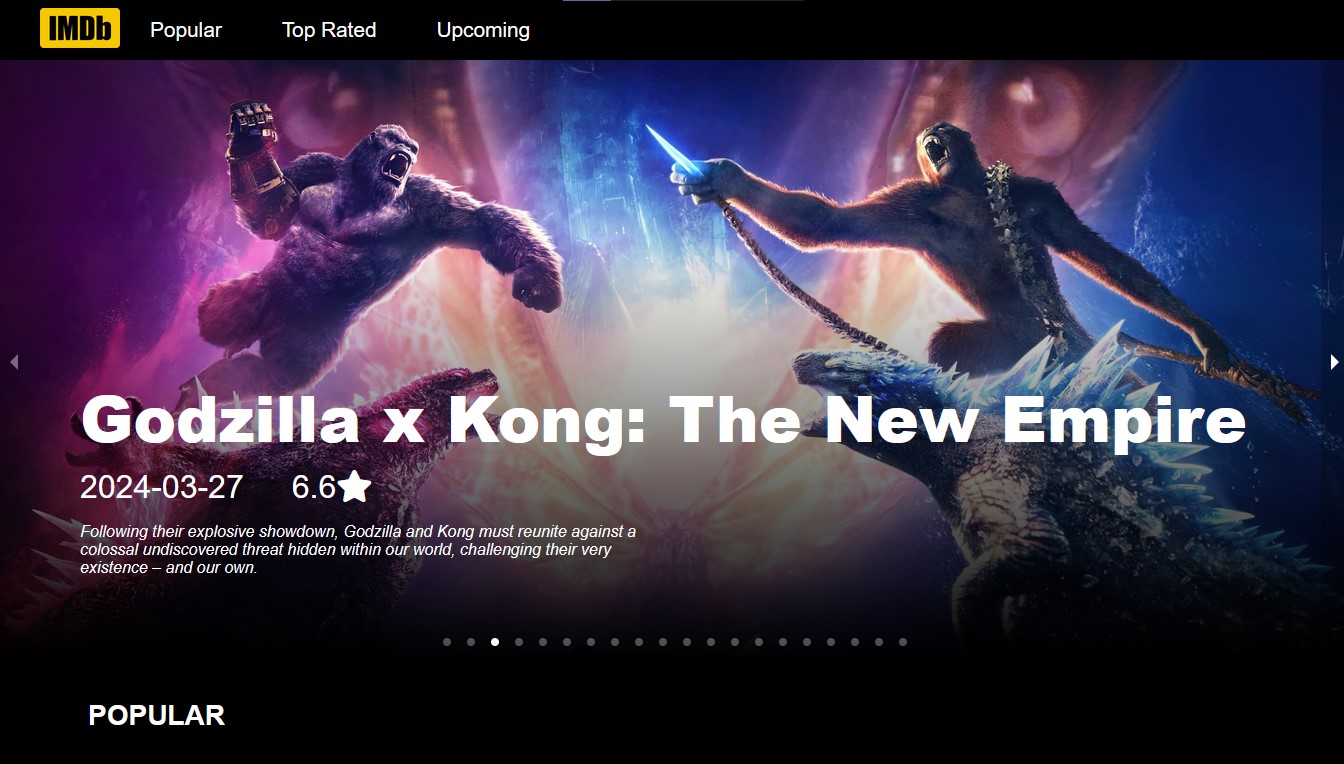 IMDb Popular Top Rated Upcoming
Godzilla x Kong: The New Empire
2024-03-27 6.6
Following their explosive showdown, Godzilla and Kong must reunite against a
colossal undiscovered threat hidden within our world, challenging their very
existence – and our own.
POPULAR